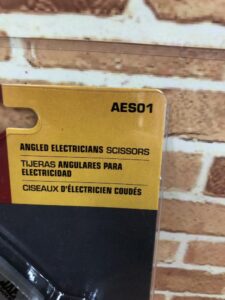 AES01
ANGLED ELECTRICIANS SCISSORS
TIJERAS ANGULARES PARA
ELECTRICIDAD
CISEAUX D'ÉLECTRICIEN COUDÉS